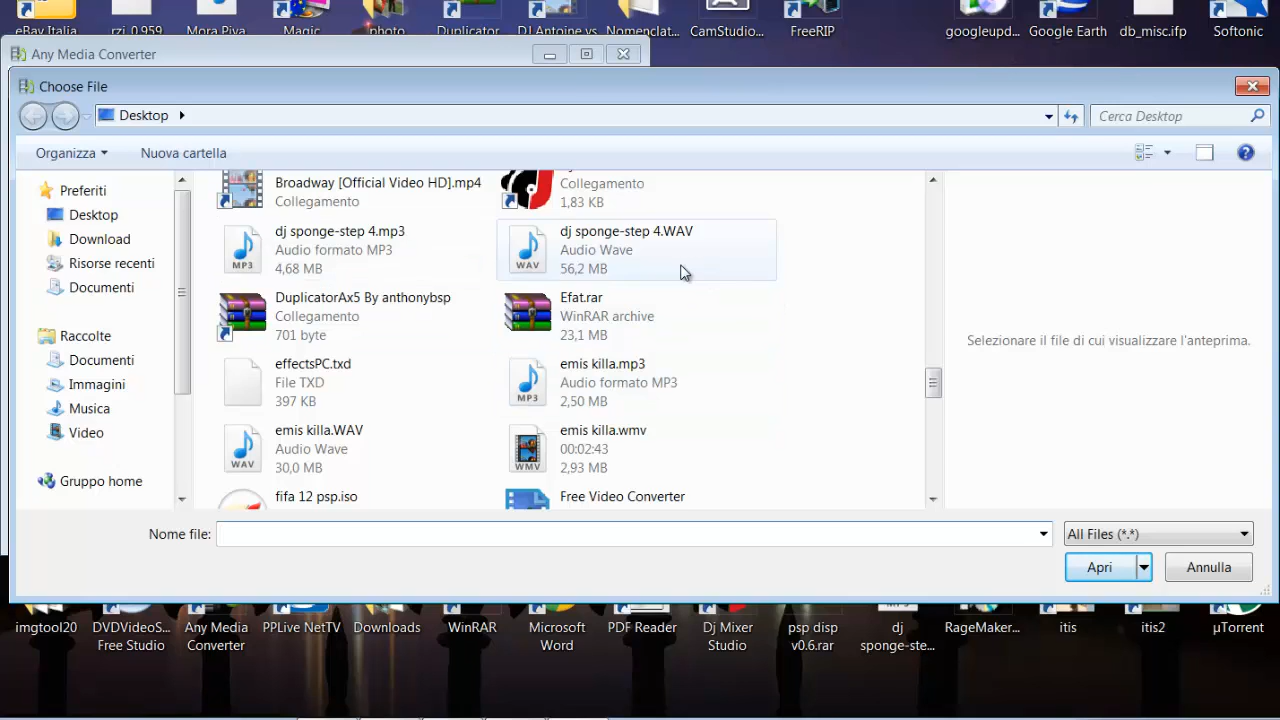 eBay Italia
rzi_0.959
Mora Piva
Magic
photo
Duplicator
DJ Antoine vs
Nomenclat...
CamStudio...
FreeRIP
googleupd...
Google Earth
db_misc.ifp
Softonic
Any Media Converter
Choose File
Desktop
Cerca Desktop
Organizza
Nuova cartella
Preferiti
Desktop
Download
Risorse recenti
Documenti
Raccolte
Documenti
Immagini
Musica
Video
Gruppo home
Broadway [Official Video HD].mp4
Collegamento
Collegamento
1,83 KB
dj sponge-step 4.mp3
Audio formato MP3
4,68 MB
MP3
dj sponge-step 4.WAV
Audio Wave
56,2 MB
WAV
DuplicatorAx5 By anthonybsp
Collegamento
701 byte
Efat.rar
WinRAR archive
23,1 MB
effectsPC.txd
File TXD
397 KB
emis killa.mp3
Audio formato MP3
2,50 MB
MP3
emis killa.WAV
Audio Wave
30,0 MB
WAV
emis killa.wmv
00:02:43
2,93 MB
WMV
fifa 12 psp.iso
Free Video Converter
Selezionare il file di cui visualizzare l'anteprima.
Nome file:
All Files (*.*)
Apri
Annulla
imgtool20
DVDVideoS...
Free Studio
Any Media
Converter
PPLive NetTV
Downloads
WinRAR
Microsoft
Word
PDF Reader
Dj Mixer
Studio
psp disp
v0.6.rar
dj
sponge-ste...
RageMaker...
itis
itis2
µTorrent